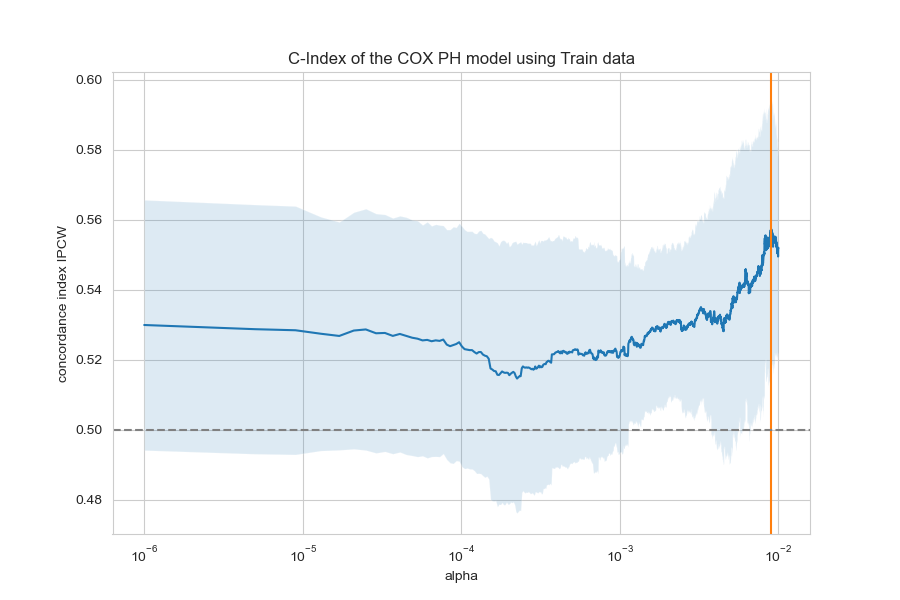 C-Index of the COX PH model using Train data
concordance index IPCW
0.60
0.58
0.56
0.54
0.52
0.50
0.48
10⁻⁶ 10⁻⁵ 10⁻⁴ 10⁻³ 10⁻²
alpha